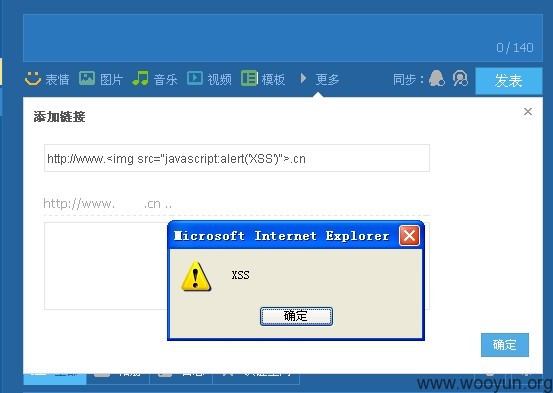 0 / 140
表情 图片 音乐 视频 模板 更多 同步: 发表
添加链接
http://www.<img src="javascript:alert('XSS')">.cn
http://www. .cn ..
Microsoft Internet Explorer
XSS
确定
确定
www.wooyun.org